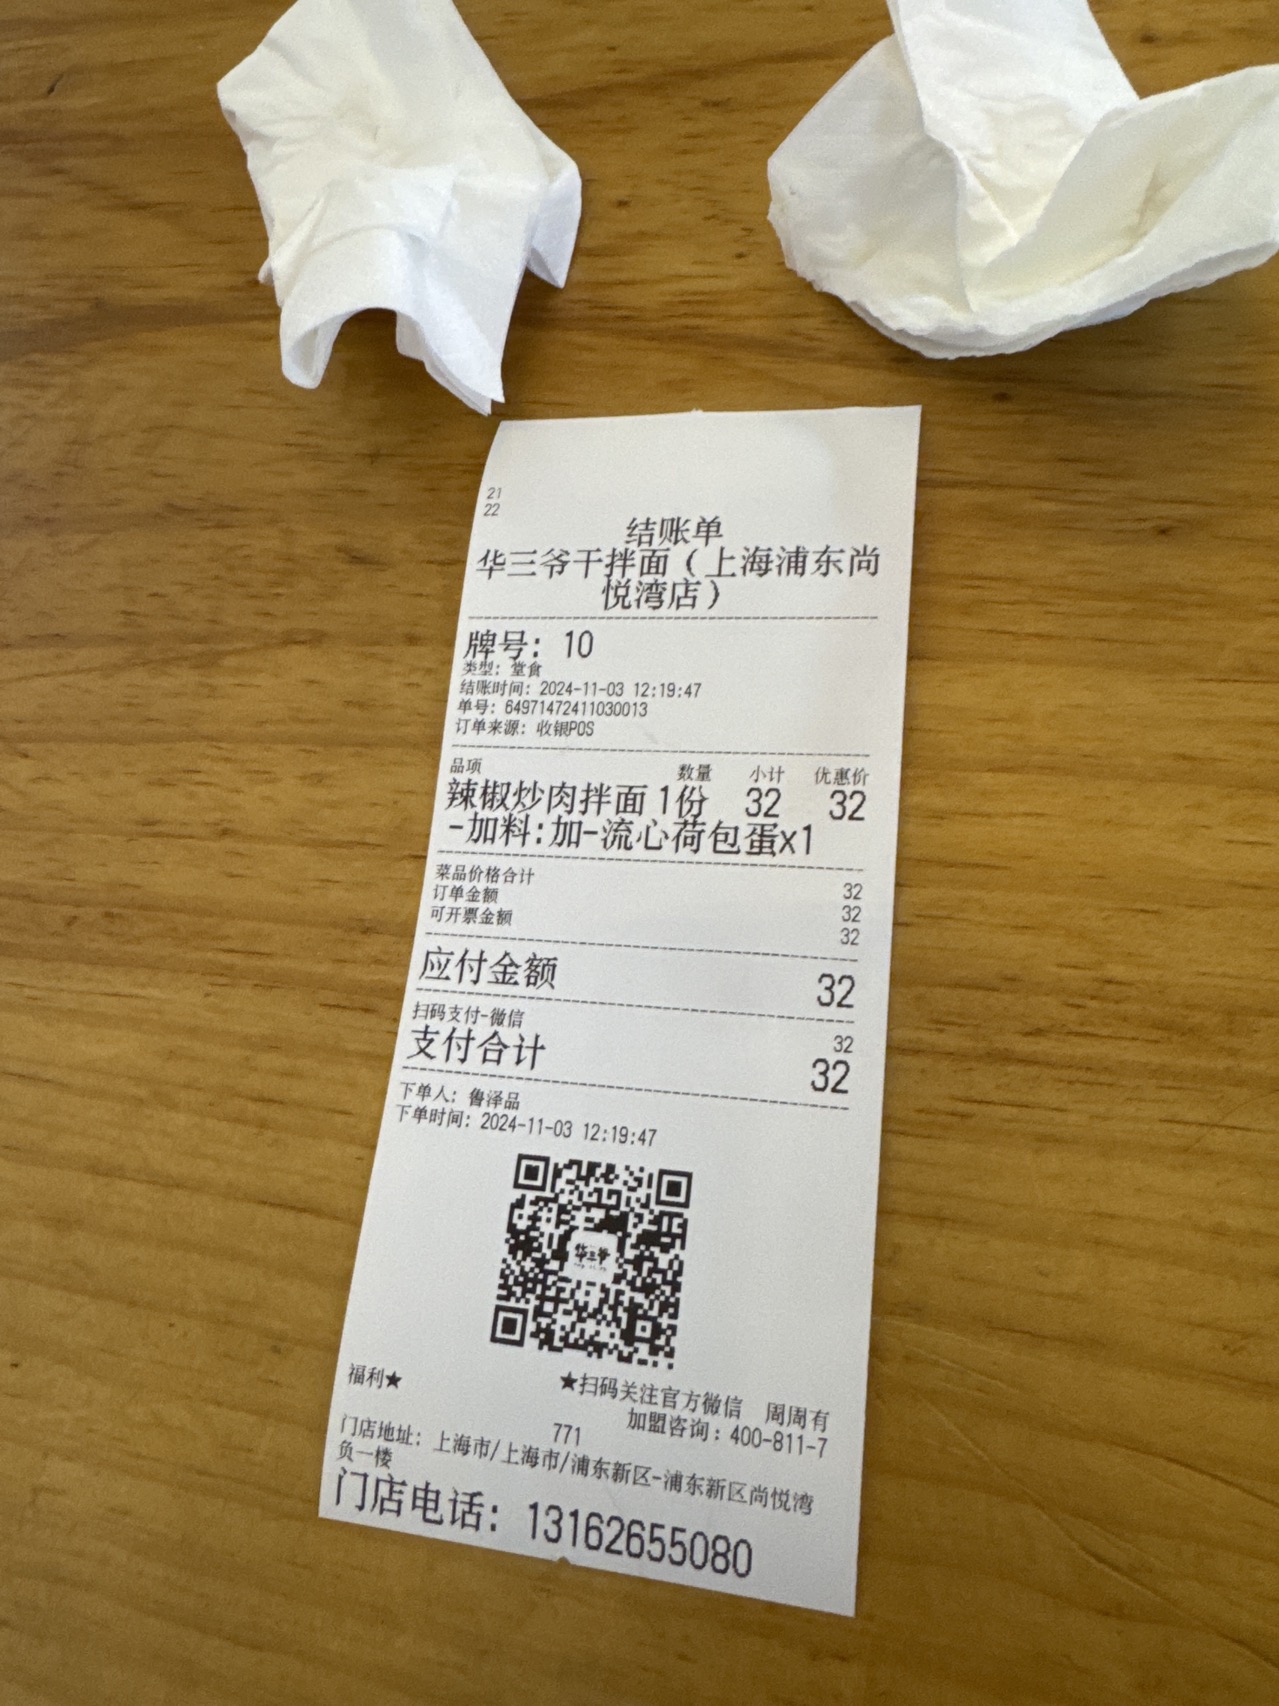 21
22
结账单
华三爷干拌面（上海浦东尚
悦湾店）
牌号：10
类型：堂食
结账时间：2024-11-03 12:19:47
单号：64971472411030013
订单来源：收银POS
品项 数量 小计 优惠价
辣椒炒肉拌面 1份 32 32
-加料:加-流心荷包蛋x1
菜品价格合计 32
订单金额 32
可开票金额 32
应付金额 32
扫码支付-微信 32
支付合计 32
下单人：鲁泽品
下单时间：2024-11-03 12:19:47
华三爷
★扫码关注官方微信 周周有
福利★
加盟咨询：400-811-7
771
门店地址：上海市/上海市/浦东新区-浦东新区尚悦湾
负一楼
门店电话：13162655080